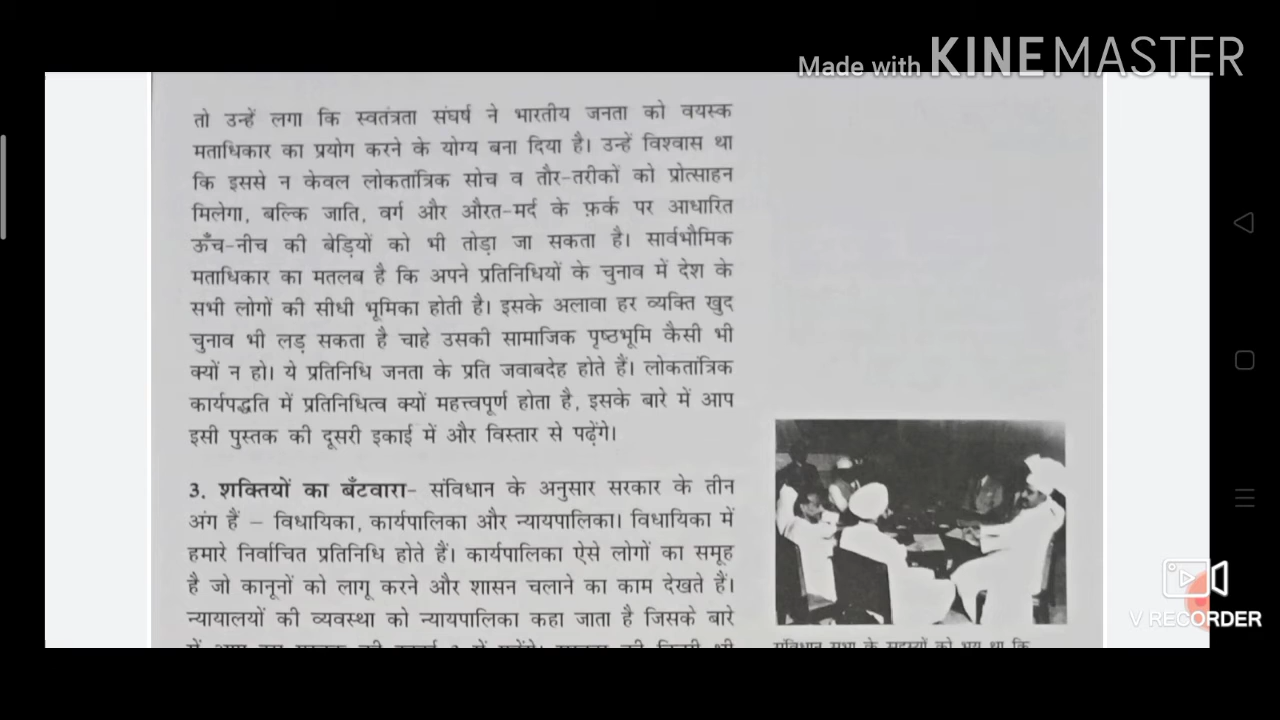 Made with KINEMASTER
तो उन्हें लगा कि स्वतंत्रता संघर्ष ने भारतीय जनता को वयस्क
मताधिकार का प्रयोग करने के योग्य बना दिया है। उन्हें विश्वास था
कि इससे न केवल लोकतांत्रिक सोच व तौर-तरीकों को प्रोत्साहन
मिलेगा, बल्कि जाति, वर्ग और औरत-मर्द के फ़र्क पर आधारित
ऊँच-नीच की बेड़ियों को भी तोड़ा जा सकता है। सार्वभौमिक
मताधिकार का मतलब है कि अपने प्रतिनिधियों के चुनाव में देश के
सभी लोगों की सीधी भूमिका होती है। इसके अलावा हर व्यक्ति खुद
चुनाव भी लड़ सकता है चाहे उसकी सामाजिक पृष्ठभूमि कैसी भी
क्यों न हो। ये प्रतिनिधि जनता के प्रति जवाबदेह होते हैं। लोकतांत्रिक
कार्यपद्धति में प्रतिनिधित्व क्यों महत्त्वपूर्ण होता है, इसके बारे में आप
इसी पुस्तक की दूसरी इकाई में और विस्तार से पढ़ेंगे।
3. शक्तियों का बँटवारा- संविधान के अनुसार सरकार के तीन
अंग हैं – विधायिका, कार्यपालिका और न्यायपालिका। विधायिका में
हमारे निर्वाचित प्रतिनिधि होते हैं। कार्यपालिका ऐसे लोगों का समूह
है जो कानूनों को लागू करने और शासन चलाने का काम देखते हैं।
न्यायालयों की व्यवस्था को न्यायपालिका कहा जाता है जिसके बारे
संविधान सभा के सदस्यों को भय था कि
V RECORDER